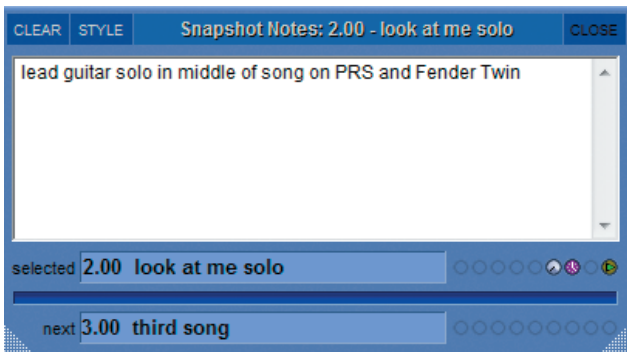 CLEAR STYLE Snapshot Notes: 2.00 - look at me solo CLOSE
lead guitar solo in middle of song on PRS and Fender Twin
selected 2.00 look at me solo
next 3.00 third song